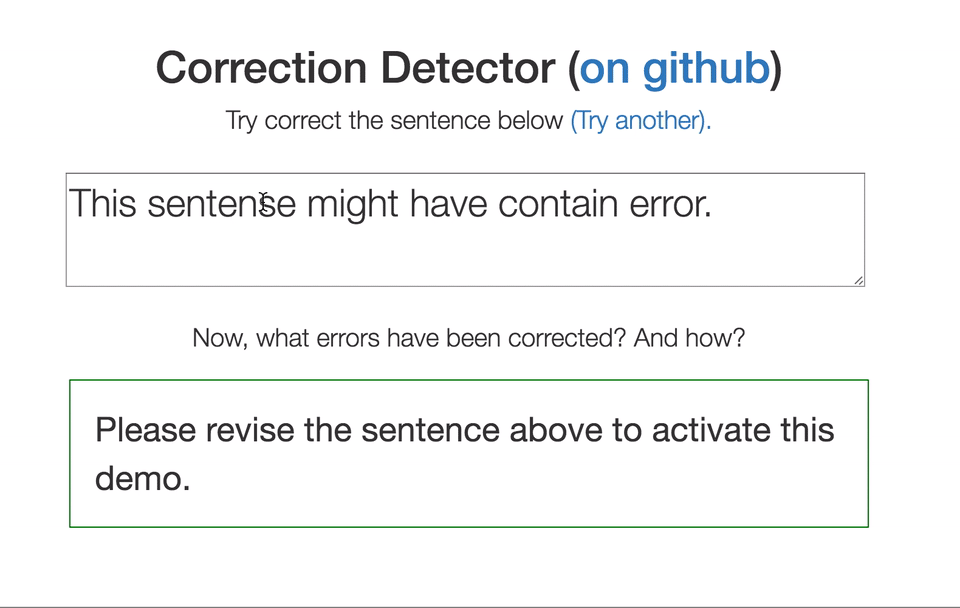 Correction Detector (on github)
Try correct the sentence below (Try another).
This sentense might have contain error.
Now, what errors have been corrected? And how?
Please revise the sentence above to activate this
demo.